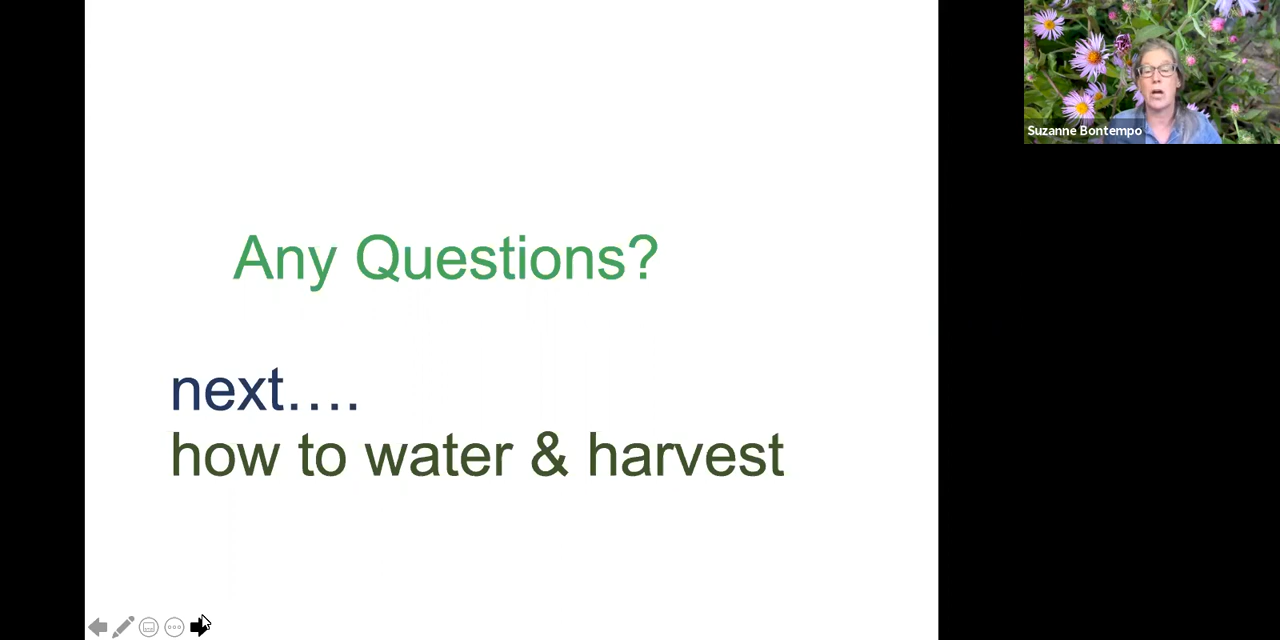 Suzanne Bontempo
Any Questions?
next....
how to water & harvest